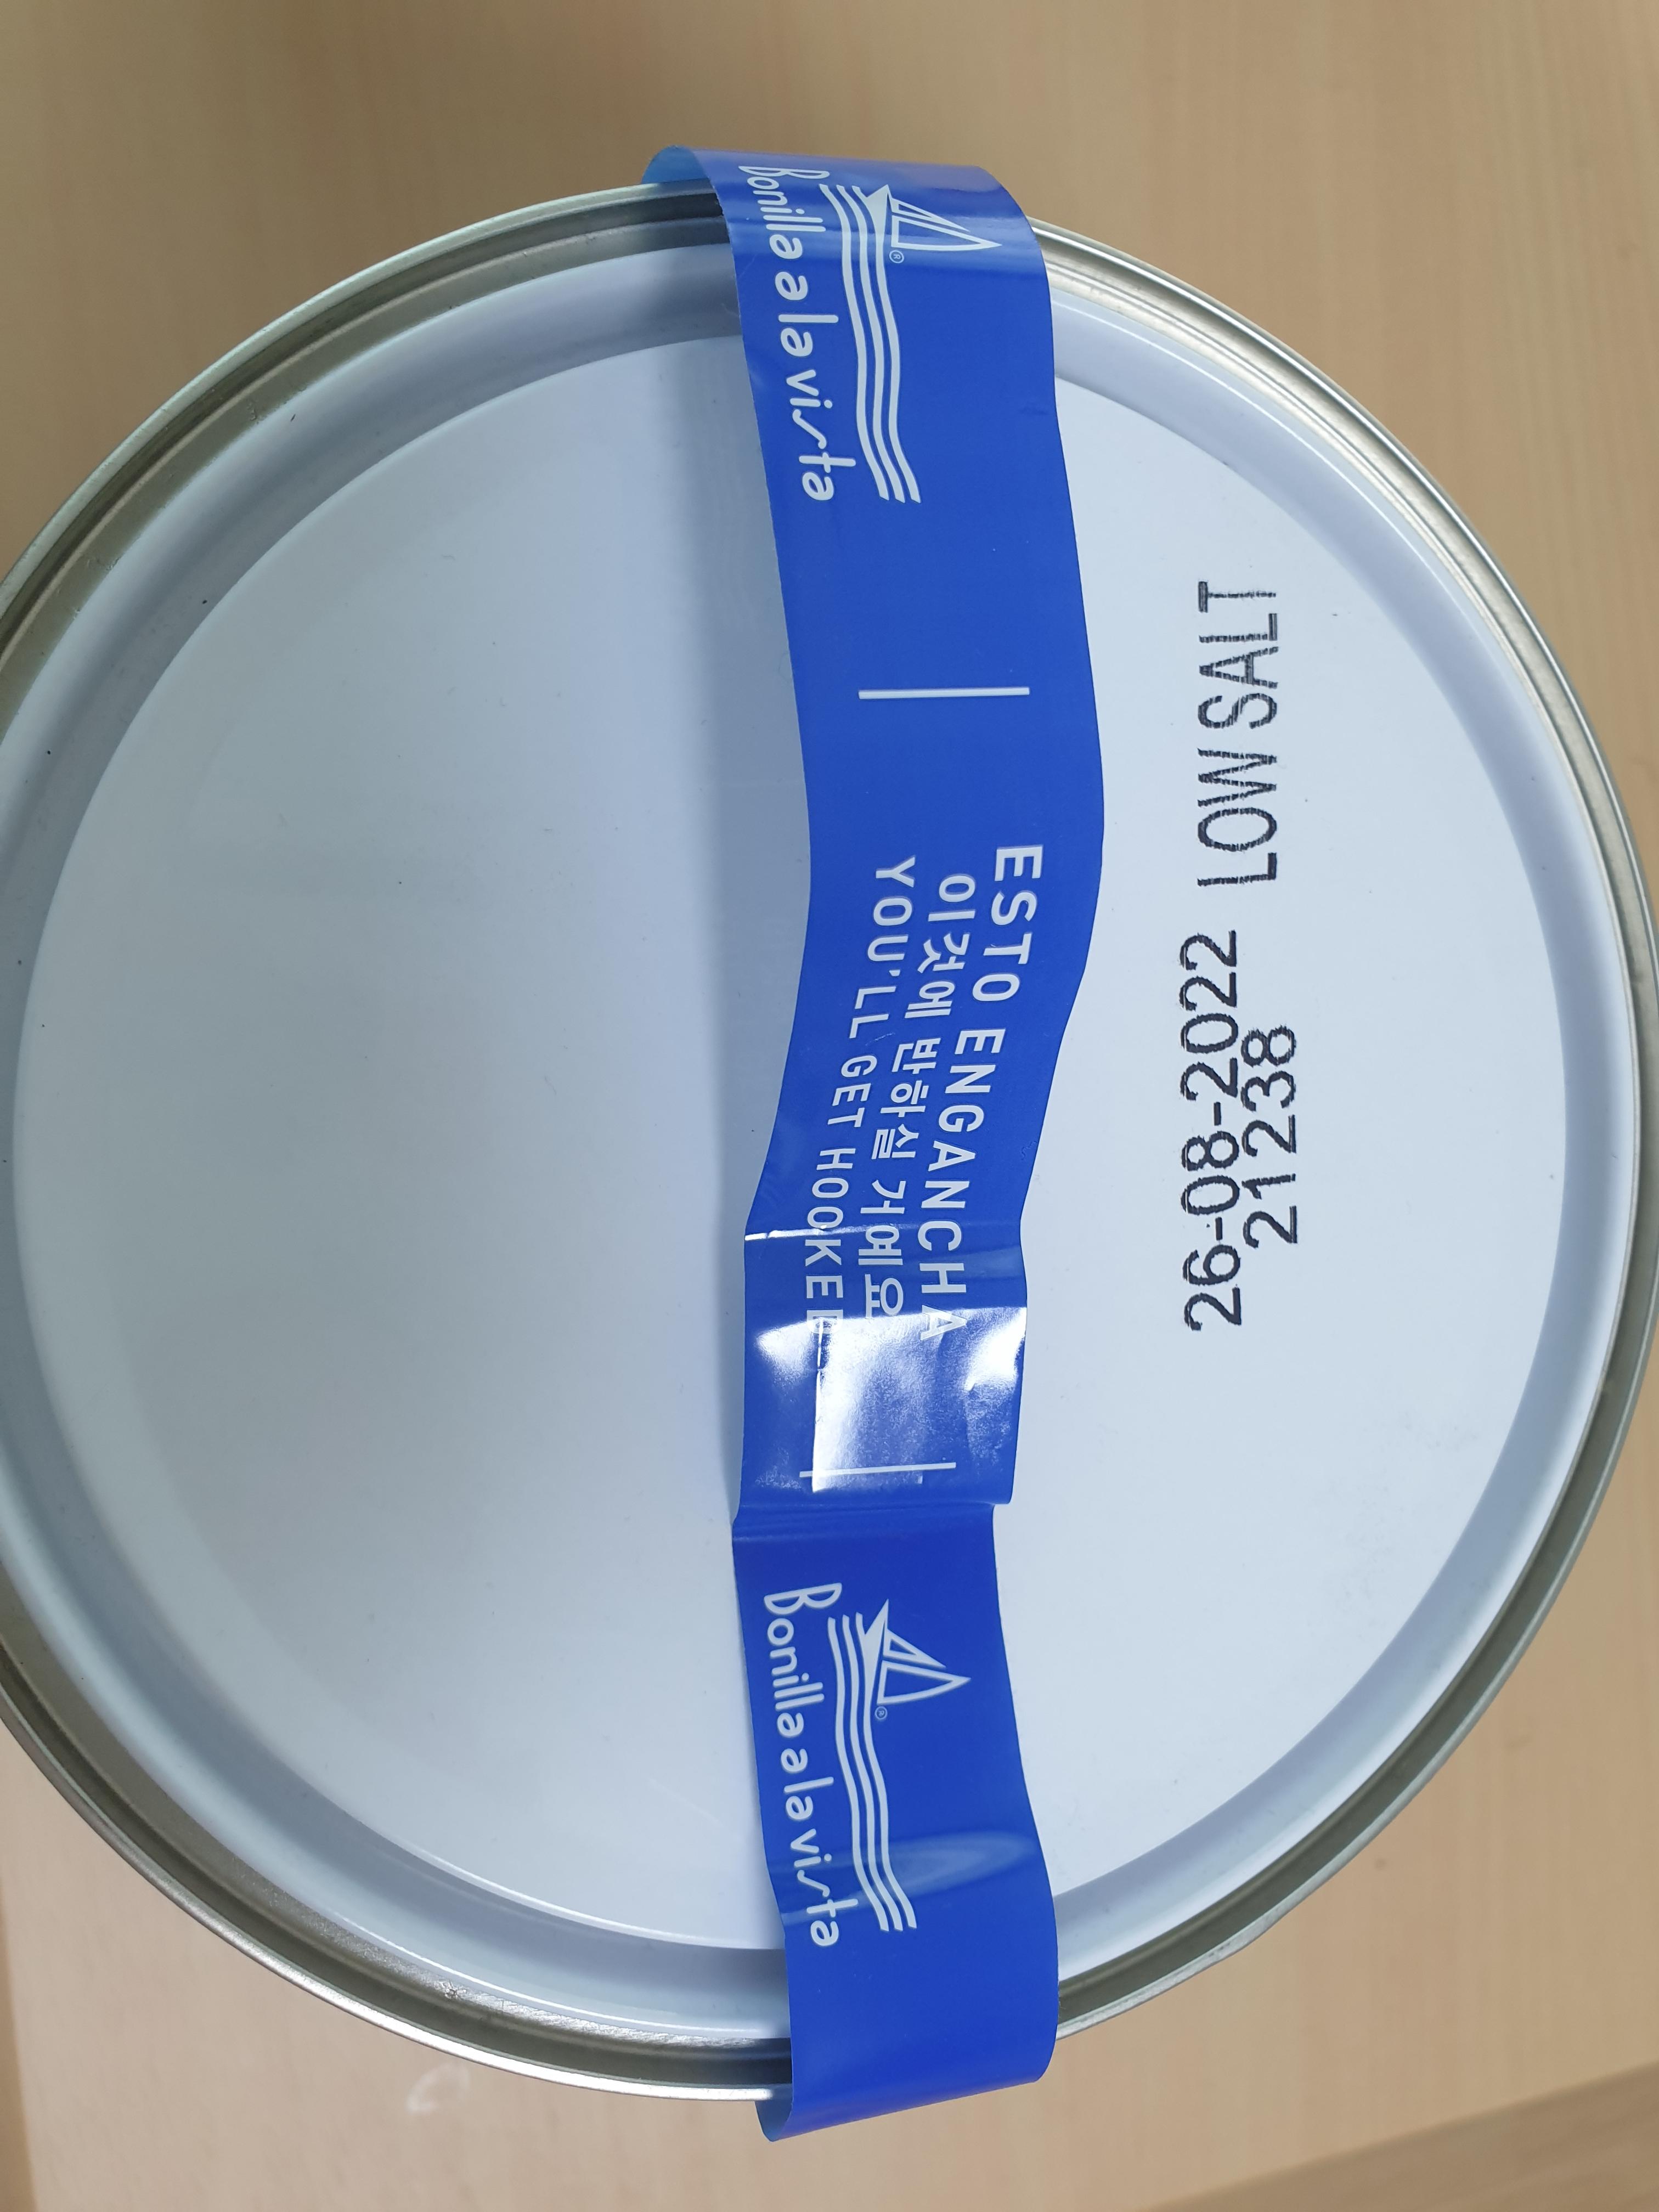 Bonilla a la vista
ESTO ENGANCHA
이것에 반하실 거예요
YOU'LL GET HOOKED
Bonilla a la vista
26-08-2022 LOW SALT
21238